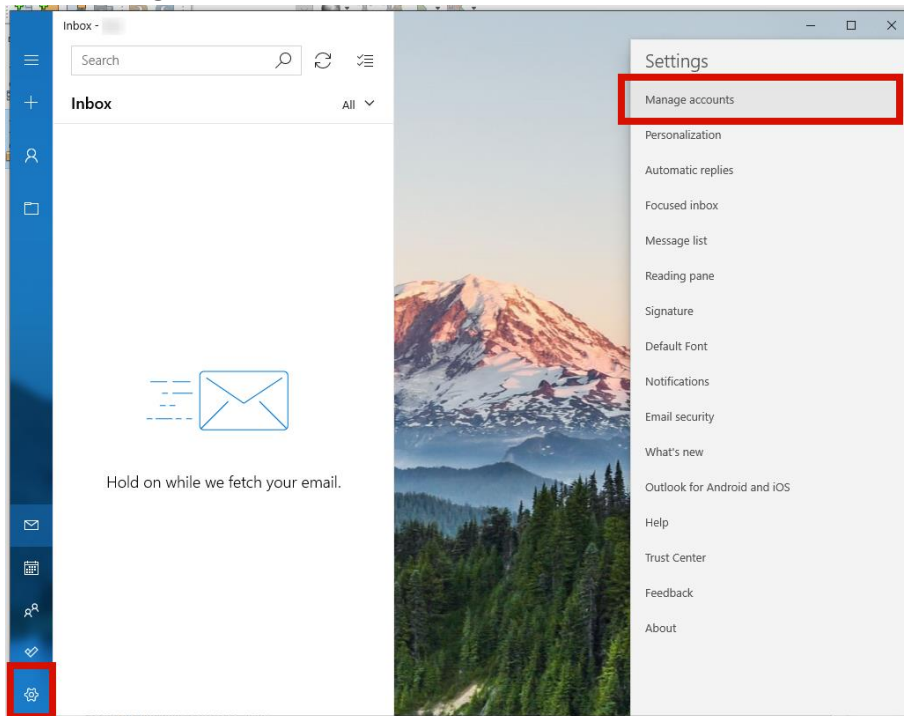 Inbox -
Search
Inbox
All
Hold on while we fetch your email.
Settings
Manage accounts
Personalization
Automatic replies
Focused inbox
Message list
Reading pane
Signature
Default Font
Notifications
Email security
What's new
Outlook for Android and iOS
Help
Trust Center
Feedback
About